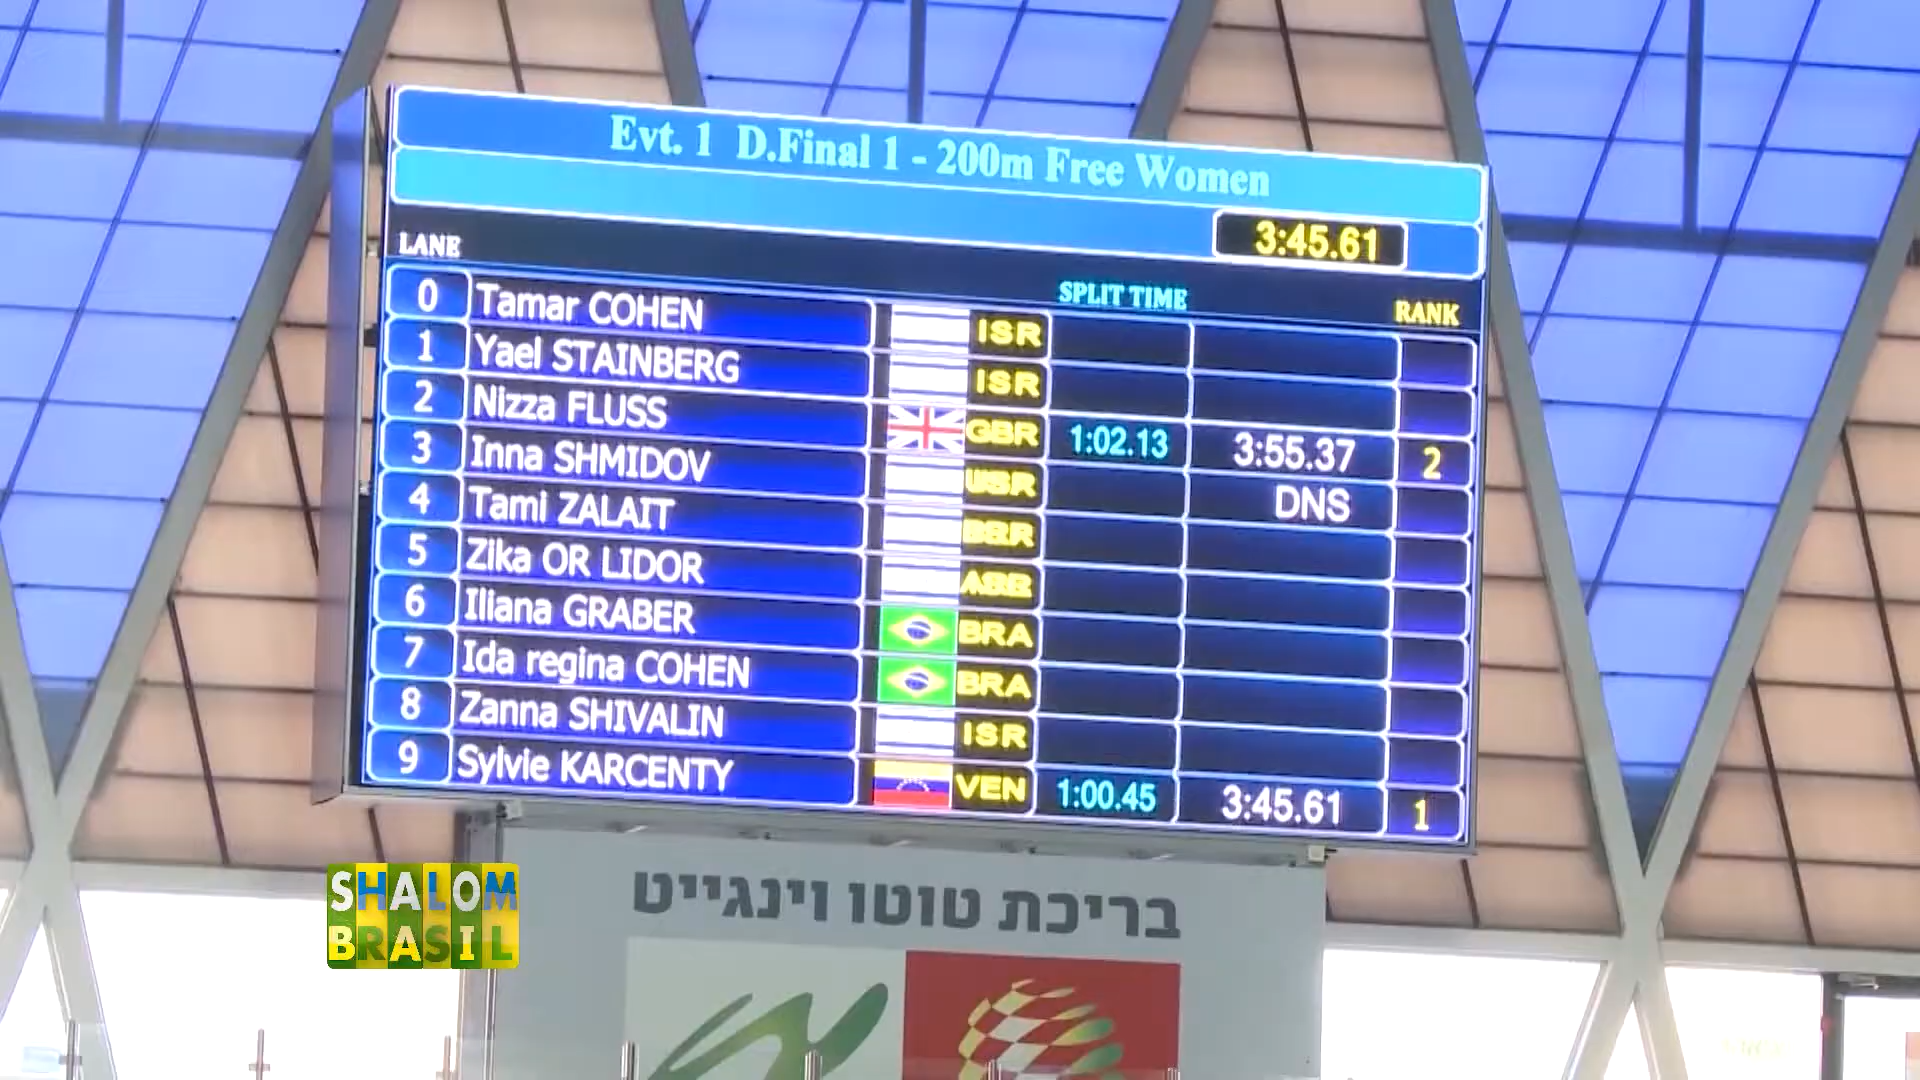 Evt. 1 D.Final 1 - 200m Free Women
3:45.61
LANE SPLIT TIME RANK
0 Tamar COHEN ISR
1 Yael STAINBERG ISR
2 Nizza FLUSS GBR 1:02.13 3:55.37 2
3 Inna SHMIDOV DNS
4 Tami ZALAIT
5 Zika OR LIDOR
6 Iliana GRABER BRA
7 Ida regina COHEN BRA
8 Zanna SHIVALIN ISR
9 Sylvie KARCENTY VEN 1:00.45 3:45.61 1
בריכת טוטו וינגייט
SHALOM
BRASIL